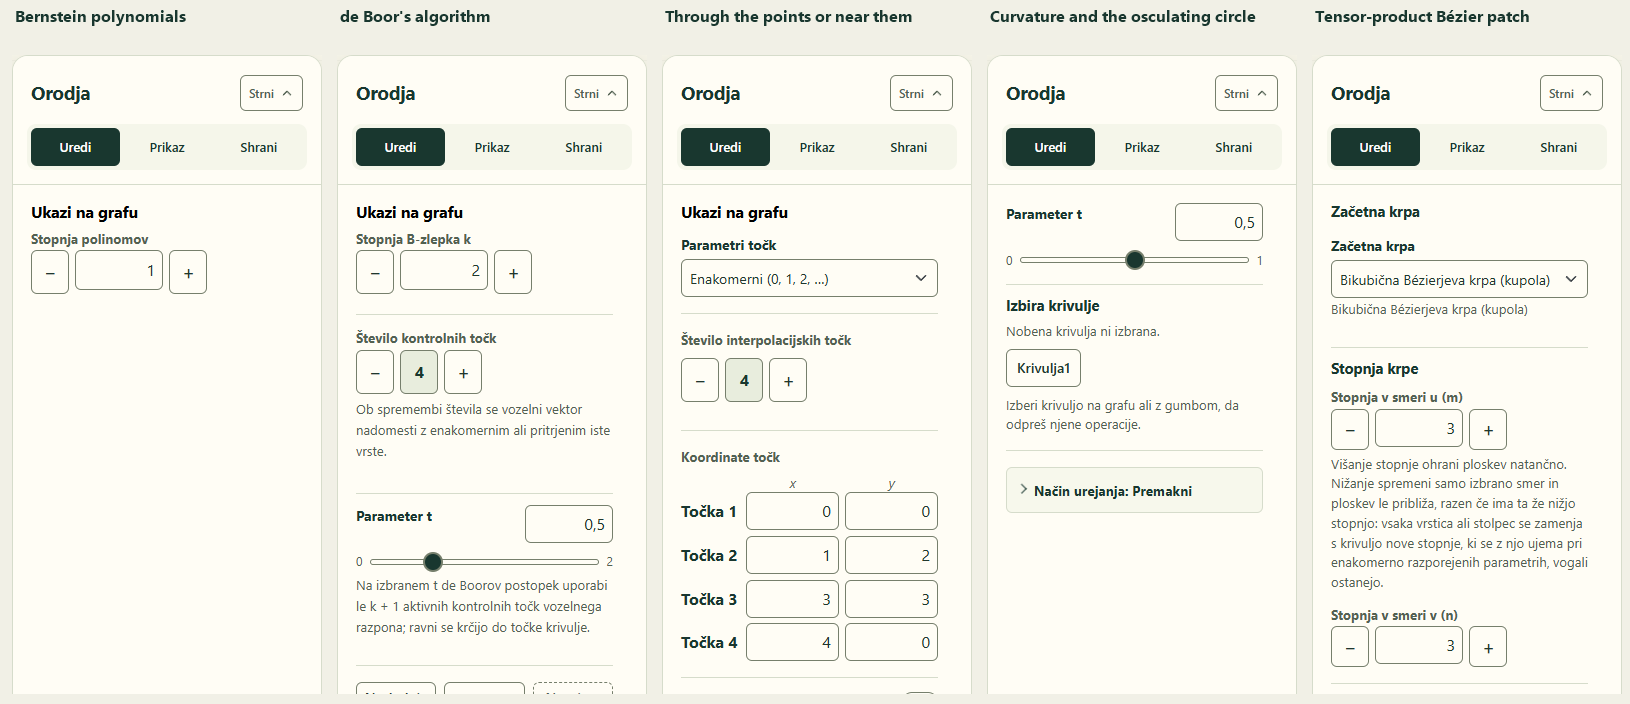 Bernstein polynomials
Orodja
Strni
Uredi Prikaz Shrani
Ukazi na grafu
Stopnja polinomov
− 1 +
de Boor's algorithm
Orodja
Strni
Uredi Prikaz Shrani
Ukazi na grafu
Stopnja B-zlepka k
− 2 +
Število kontrolnih točk
− 4 +
Ob spremembi števila se vozelni vektor
nadomesti z enakomernim ali pritrjenim iste
vrste.
Parameter t
0,5
0 2
Na izbranem t de Boorov postopek uporabi
le k + 1 aktivnih kontrolnih točk vozelnega
razpona; ravni se krčijo do točke krivulje.
Through the points or near them
Orodja
Strni
Uredi Prikaz Shrani
Ukazi na grafu
Parametri točk
Enakomerni (0, 1, 2, ...)
Število interpolacijskih točk
− 4 +
Koordinate točk
x y
Točka 1 0 0
Točka 2 1 2
Točka 3 3 3
Točka 4 4 0
Curvature and the osculating circle
Orodja
Strni
Uredi Prikaz Shrani
Parameter t
0,5
0 1
Izbira krivulje
Nobena krivulja ni izbrana.
Krivulja1
Izberi krivuljo na grafu ali z gumbom, da
odpreš njene operacije.
Način urejanja: Premakni
Tensor-product Bézier patch
Orodja
Strni
Uredi Prikaz Shrani
Začetna krpa
Začetna krpa
Bikubična Bézierjeva krpa (kupola)
Bikubična Bézierjeva krpa (kupola)
Stopnja krpe
Stopnja v smeri u (m)
− 3 +
Višanje stopnje ohrani ploskev natančno.
Nižanje spremeni samo izbrano smer in
ploskev le približa, razen če ima ta že nižjo
stopnjo: vsaka vrstica ali stolpec se zamenja
s krivuljo nove stopnje, ki se z njo ujema pri
enakomerno razporejenih parametrih, vogali
ostanejo.
Stopnja v smeri v (n)
− 3 +